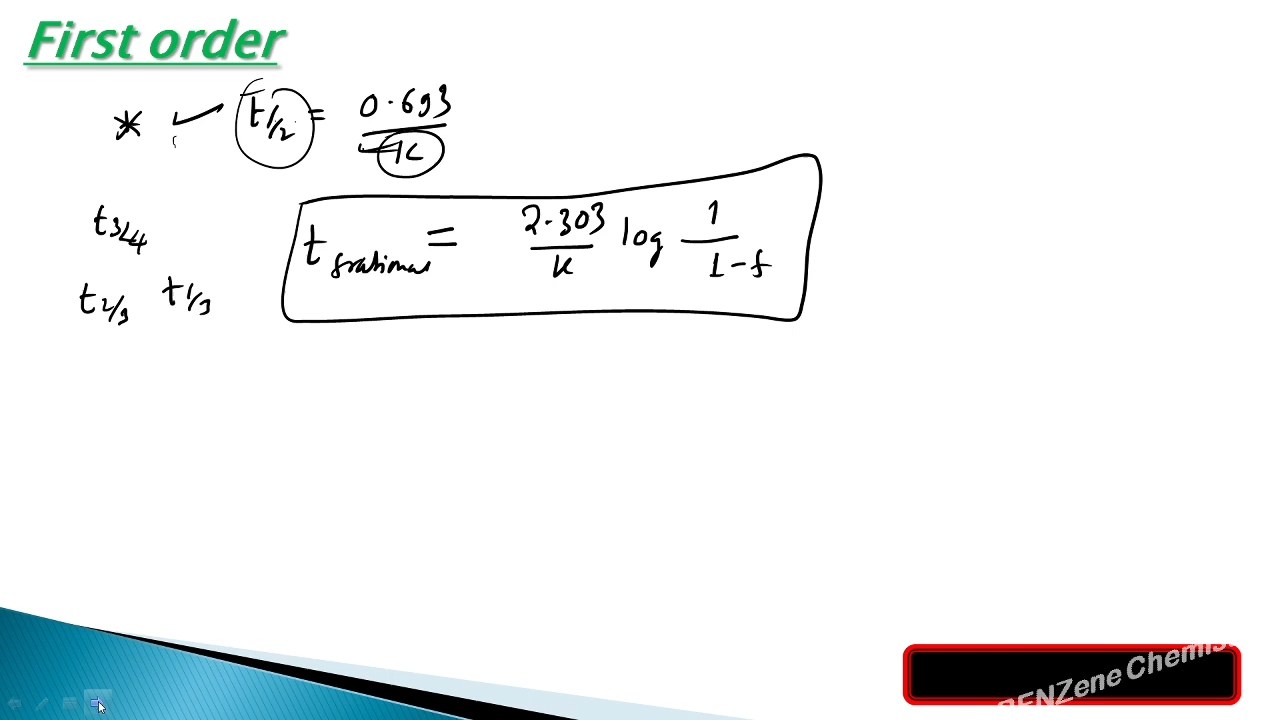 First order
* ✓ t1/2 = 0.693/k
t3/4
t frational = 2.303/k log 1/1-f
t2/3 t1/3
BENZene Chemis